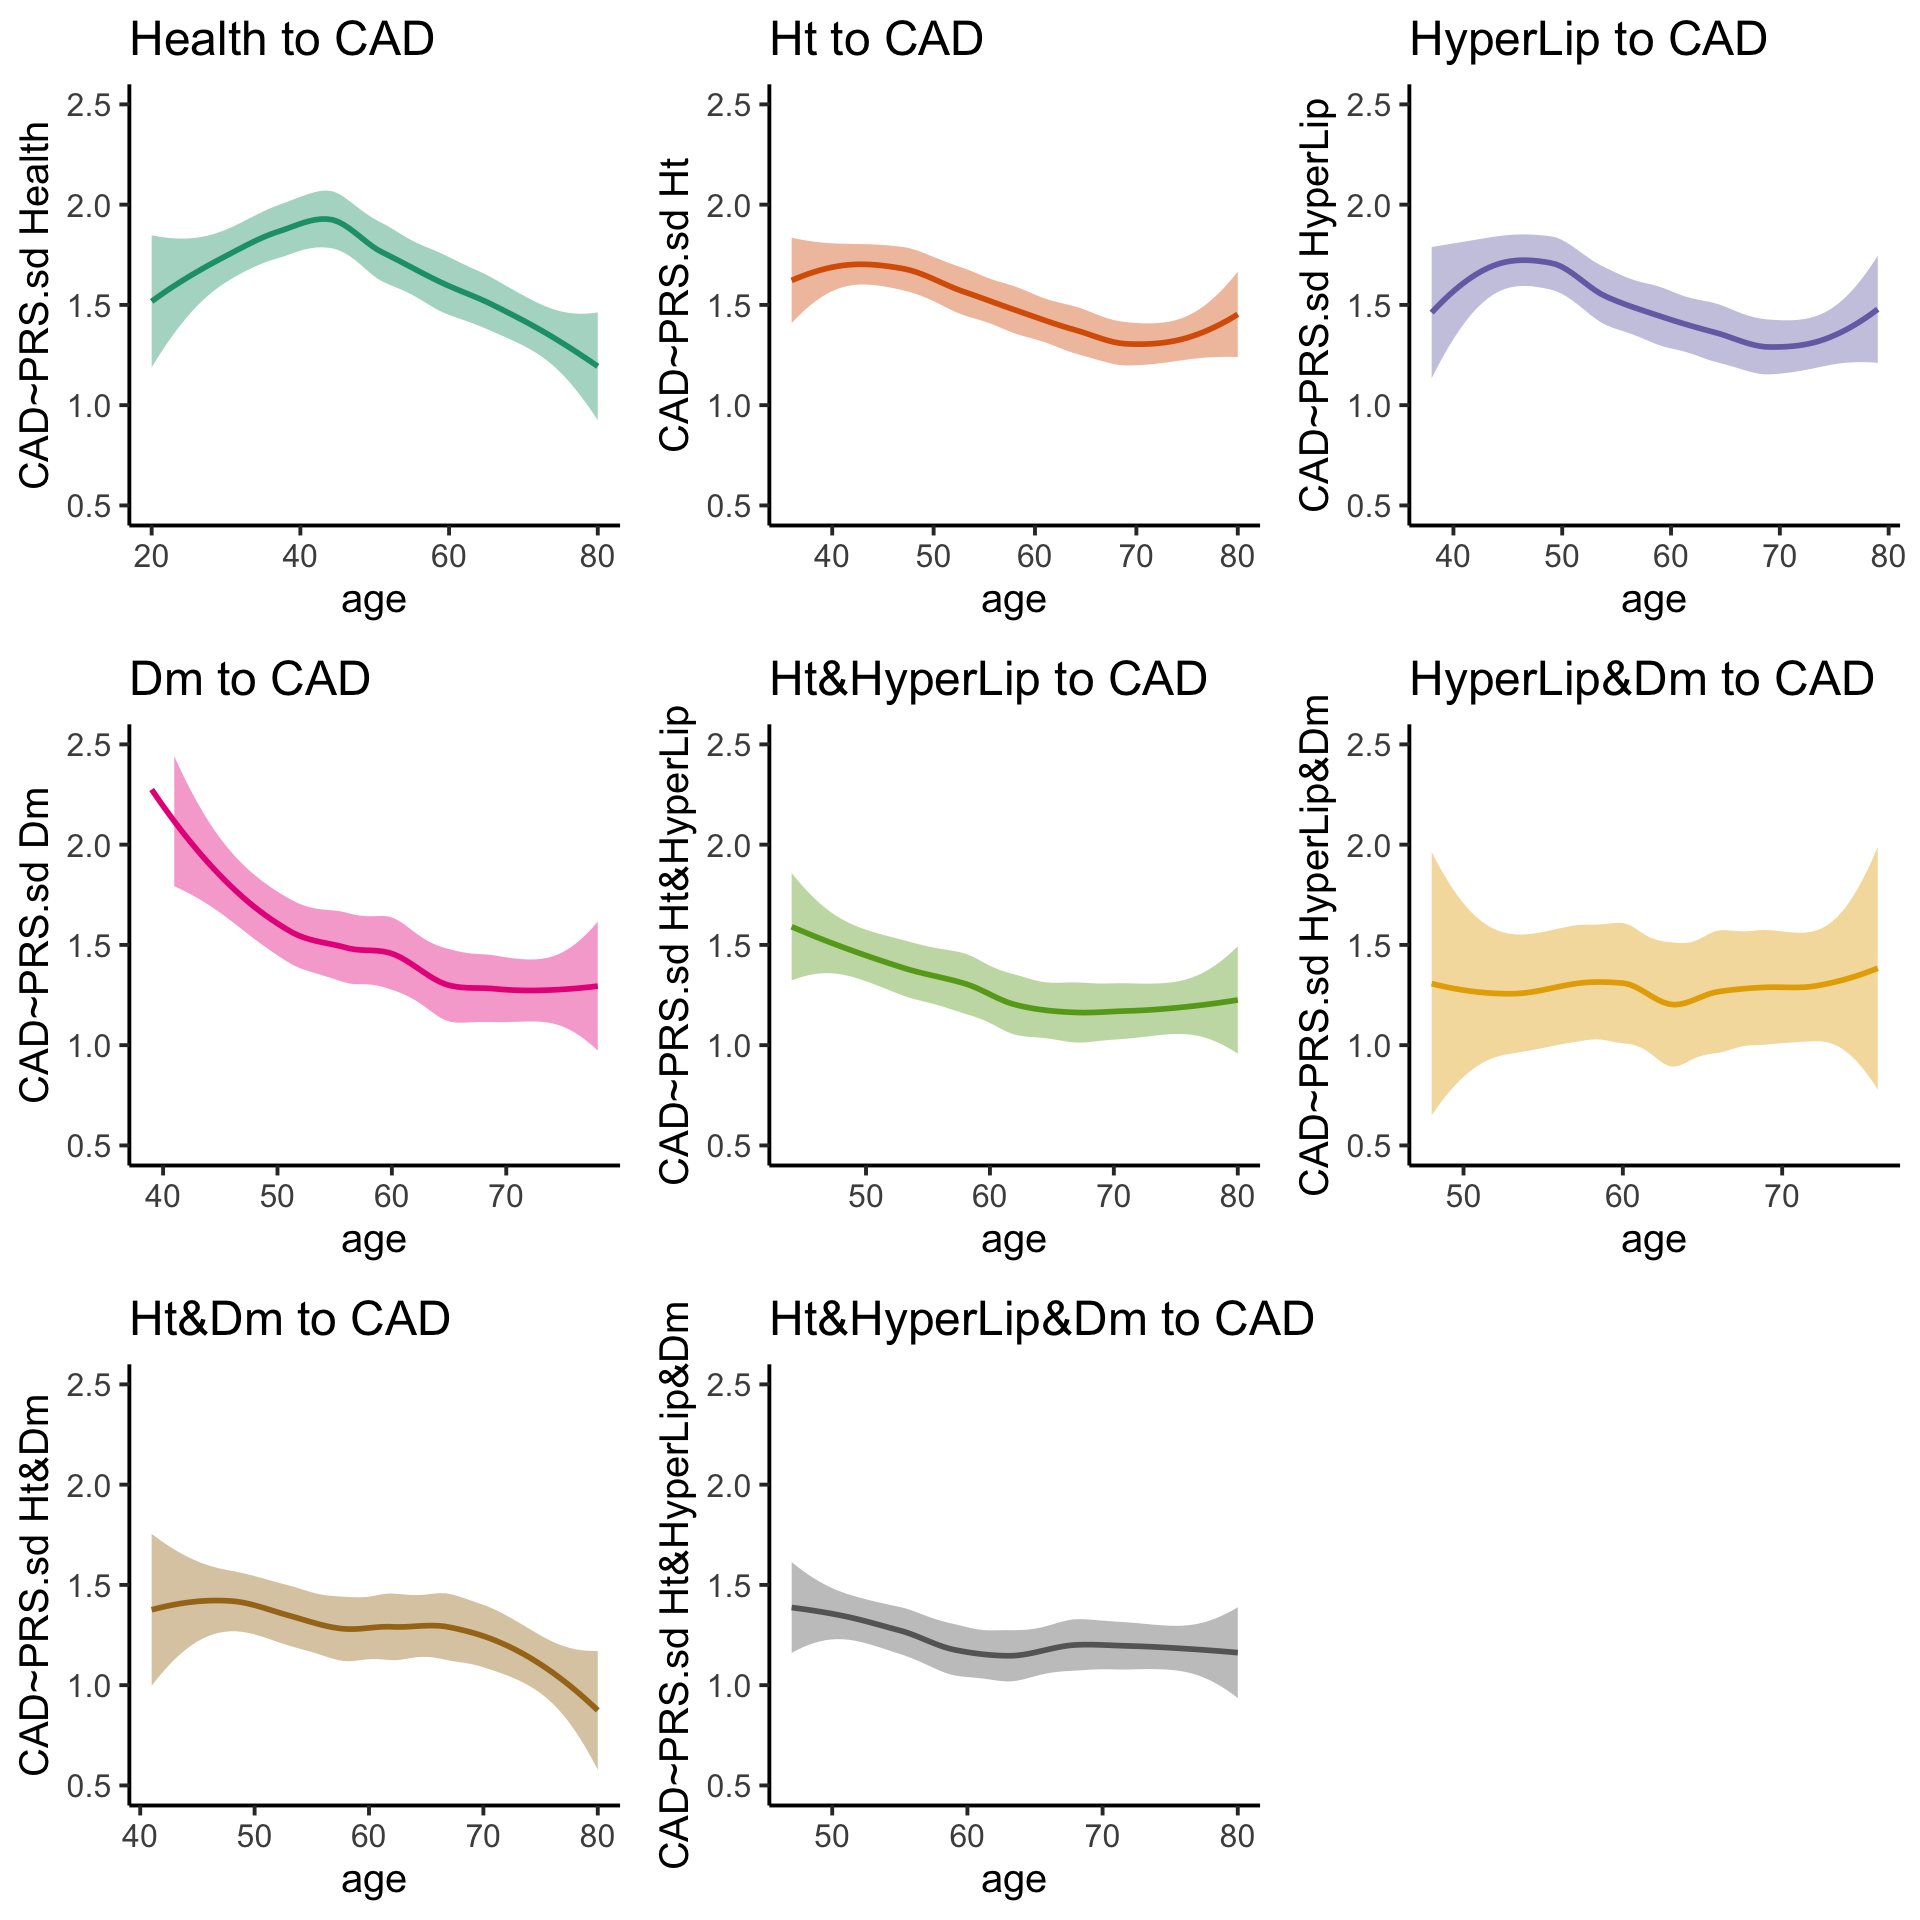 Health to CAD
CAD~PRS.sd Health
2.5
2.0
1.5
1.0
0.5
20 40 60 80
age
Ht to CAD
CAD~PRS.sd Ht
2.5
2.0
1.5
1.0
0.5
40 50 60 70 80
age
HyperLip to CAD
CAD~PRS.sd HyperLip
2.5
2.0
1.5
1.0
0.5
40 50 60 70 80
age
Dm to CAD
CAD~PRS.sd Dm
2.5
2.0
1.5
1.0
0.5
40 50 60 70
age
Ht&HyperLip to CAD
CAD~PRS.sd Ht&HyperLip
2.5
2.0
1.5
1.0
0.5
50 60 70 80
age
HyperLip&Dm to CAD
CAD~PRS.sd HyperLip&Dm
2.5
2.0
1.5
1.0
0.5
50 60 70
age
Ht&Dm to CAD
CAD~PRS.sd Ht&Dm
2.5
2.0
1.5
1.0
0.5
40 50 60 70 80
age
Ht&HyperLip&Dm to CAD
CAD~PRS.sd Ht&HyperLip&Dm
2.5
2.0
1.5
1.0
0.5
50 60 70 80
age